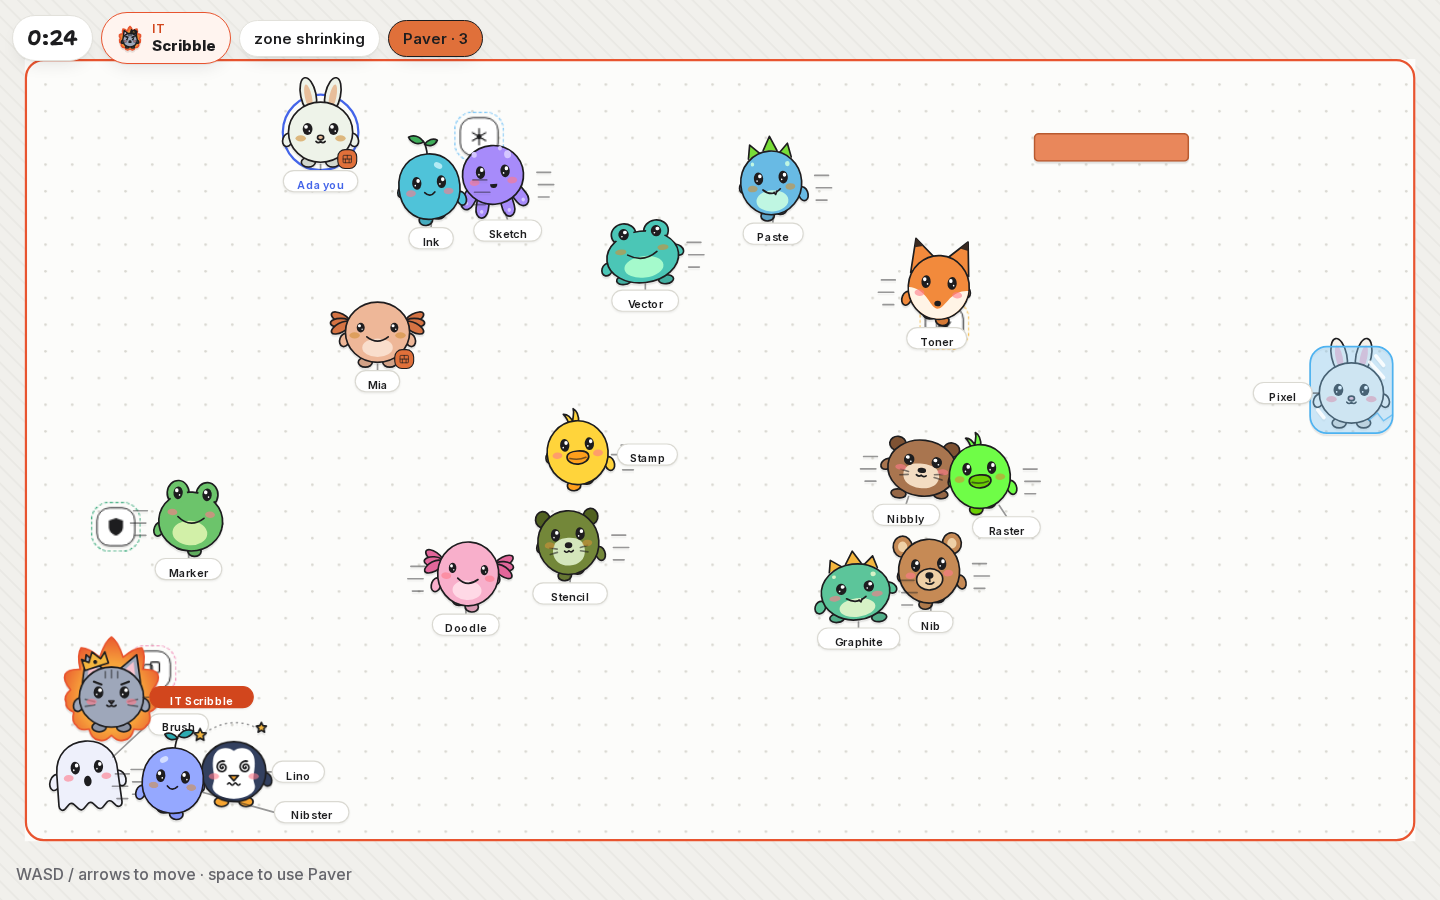 0:24
IT
Scribble
zone shrinking
Paver · 3
Ada you
Ink
Sketch
Paste
Vector
Toner
Mia
Pixel
Stamp
Nibbly
Raster
Marker
Stencil
Doodle
Nib
Graphite
IT Scribble
Brush
Lino
Nibster
WASD / arrows to move · space to use Paver